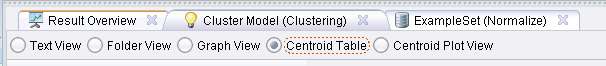 Result Overview Cluster Model (Clustering) ExampleSet (Normalize)
Text View Folder View Graph View Centroid Table Centroid Plot View